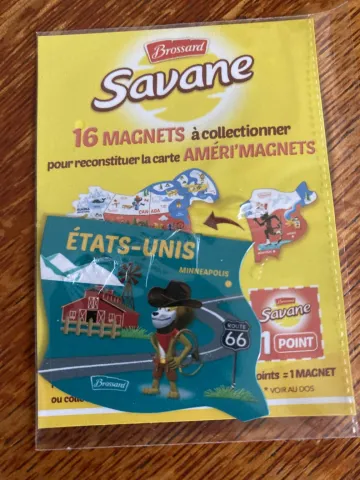 Brossard
Savane
16 MAGNETS à collectionner
pour reconstituer la carte AMÉRI'MAGNETS
CANADA
ÉTATS-UNIS
MINNEAPOLIS
ROUTE
66
Brossard
Brossard
Savane
1 POINT
points = 1 MAGNET
* VOIR AU DOS
ou